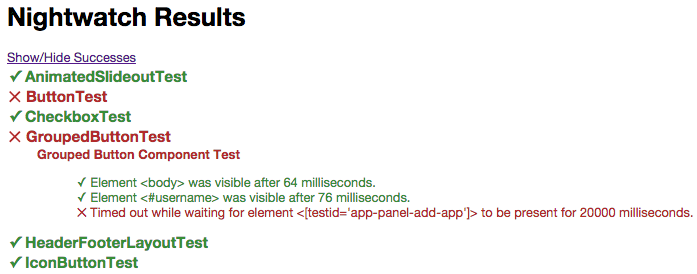 Nightwatch Results
Show/Hide Successes
✓ AnimatedSlideoutTest
✕ ButtonTest
✓ CheckboxTest
✕ GroupedButtonTest
Grouped Button Component Test
✓ Element <body> was visible after 64 milliseconds.
✓ Element <#username> was visible after 76 milliseconds.
✕ Timed out while waiting for element <[testid='app-panel-add-app']> to be present for 20000 milliseconds.
✓ HeaderFooterLayoutTest
✓ IconButtonTest